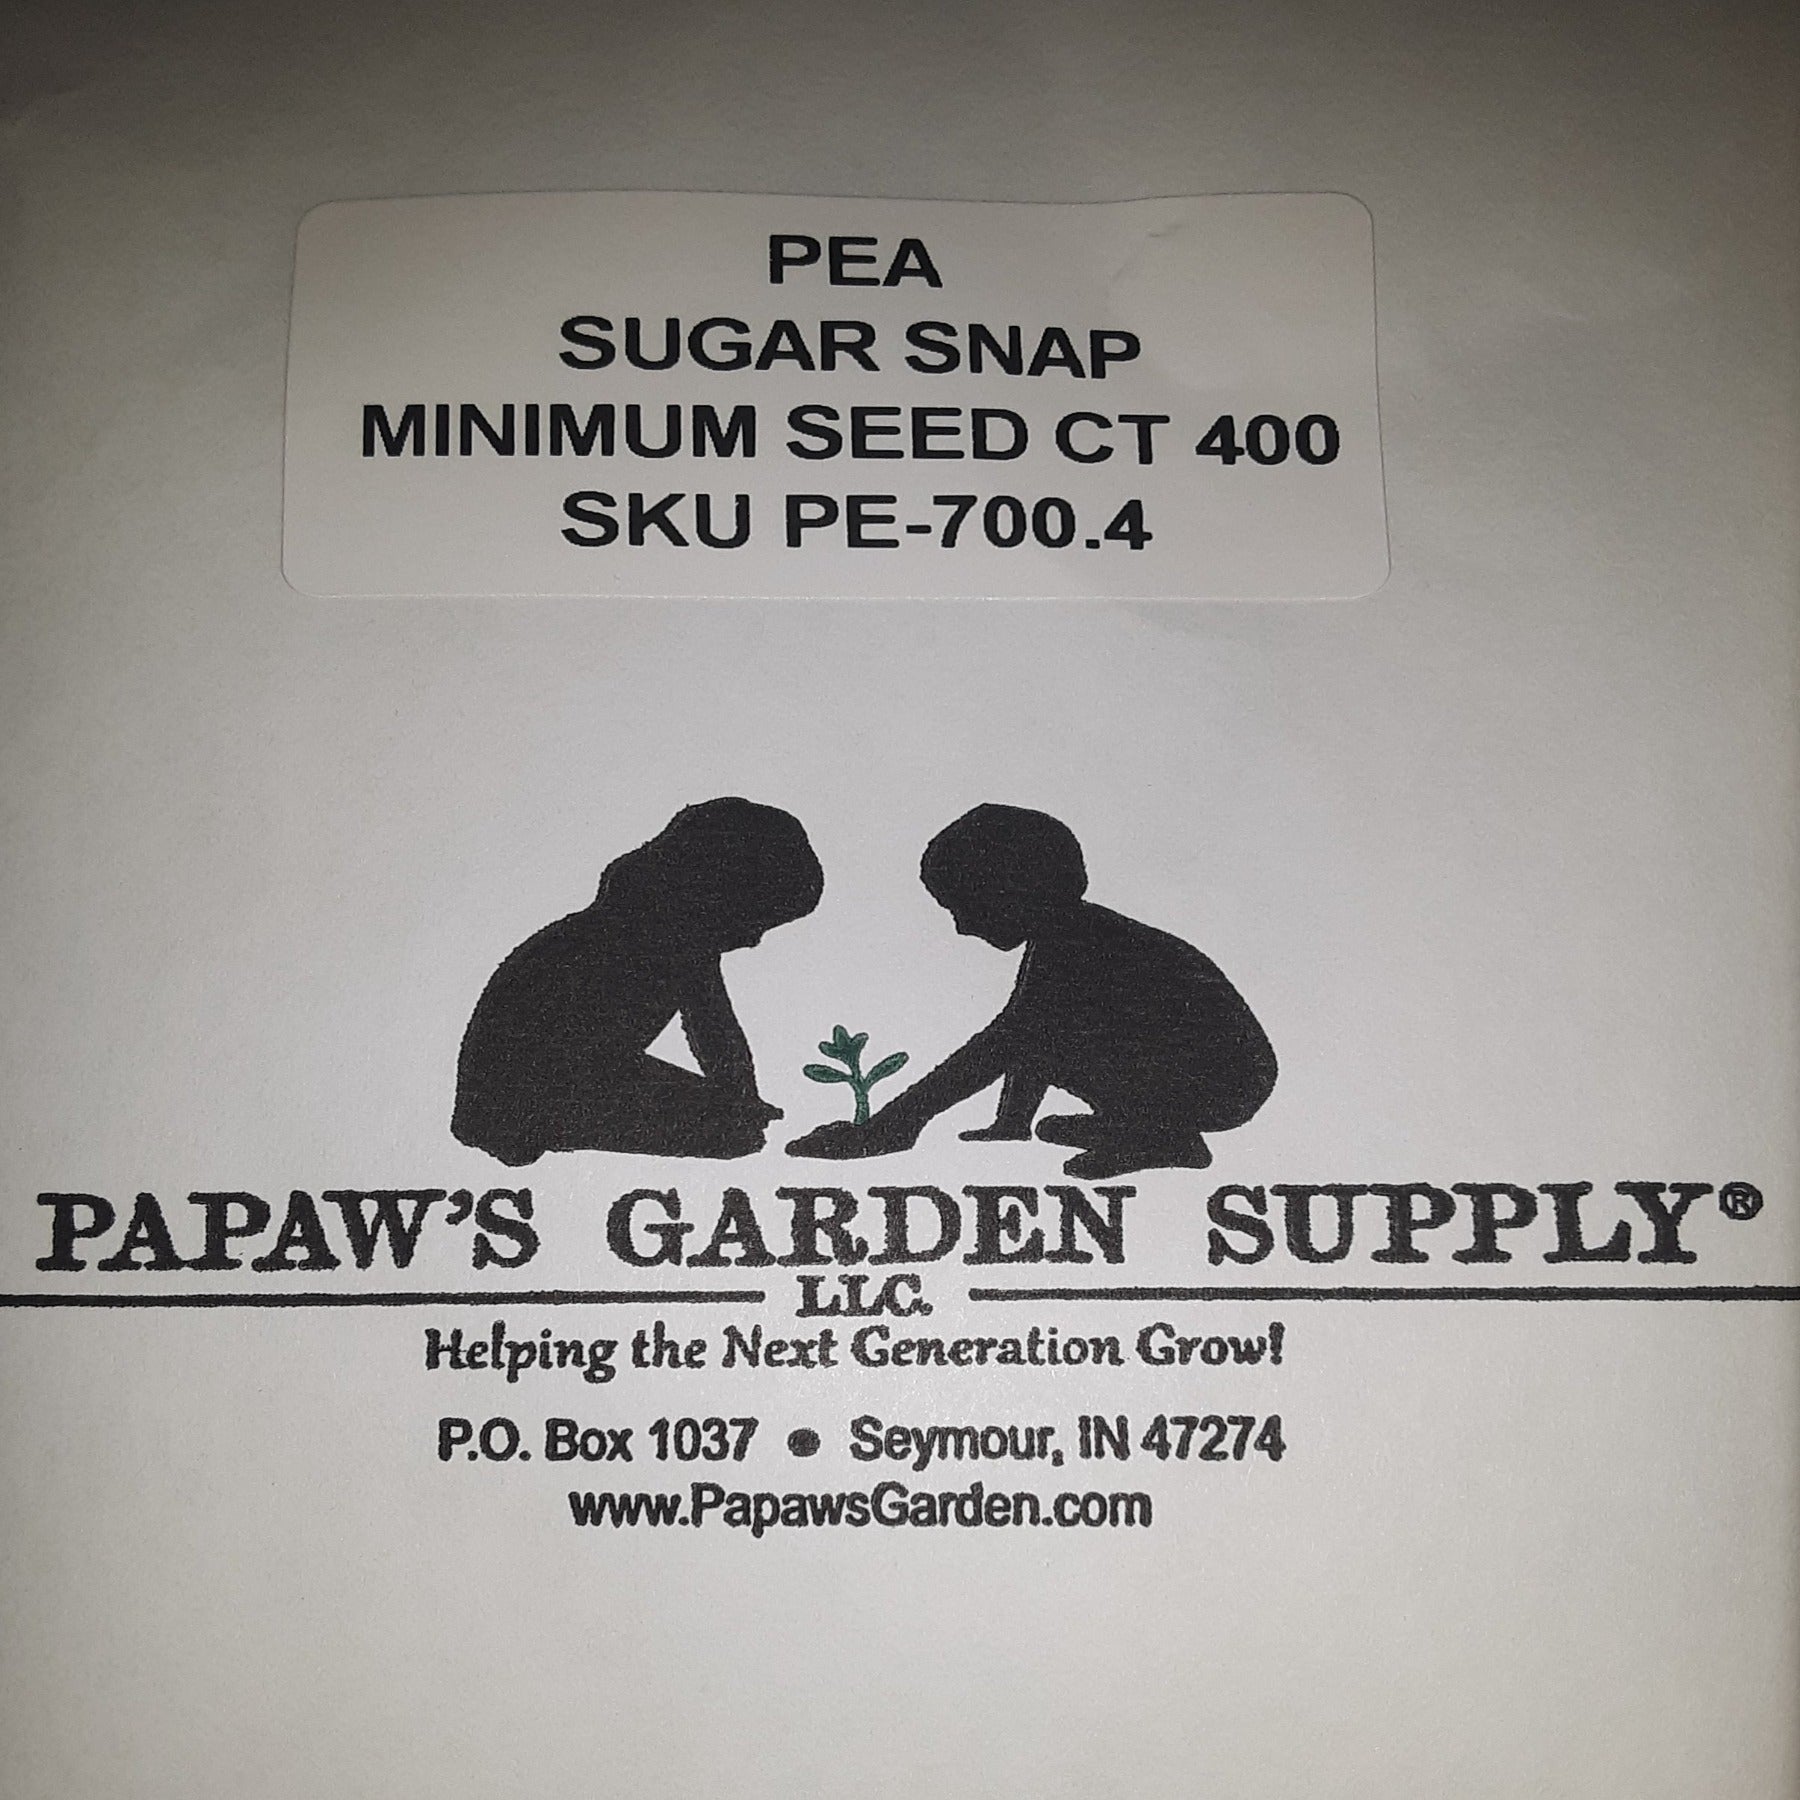 PEA
SUGAR SNAP
MINIMUM SEED CT 400
SKU PE-700.4
PAPAW'S GARDEN SUPPLY®
LLC.
Helping the Next Generation Grow!
P.O. Box 1037 ● Seymour, IN 47274
www.PapawsGarden.com